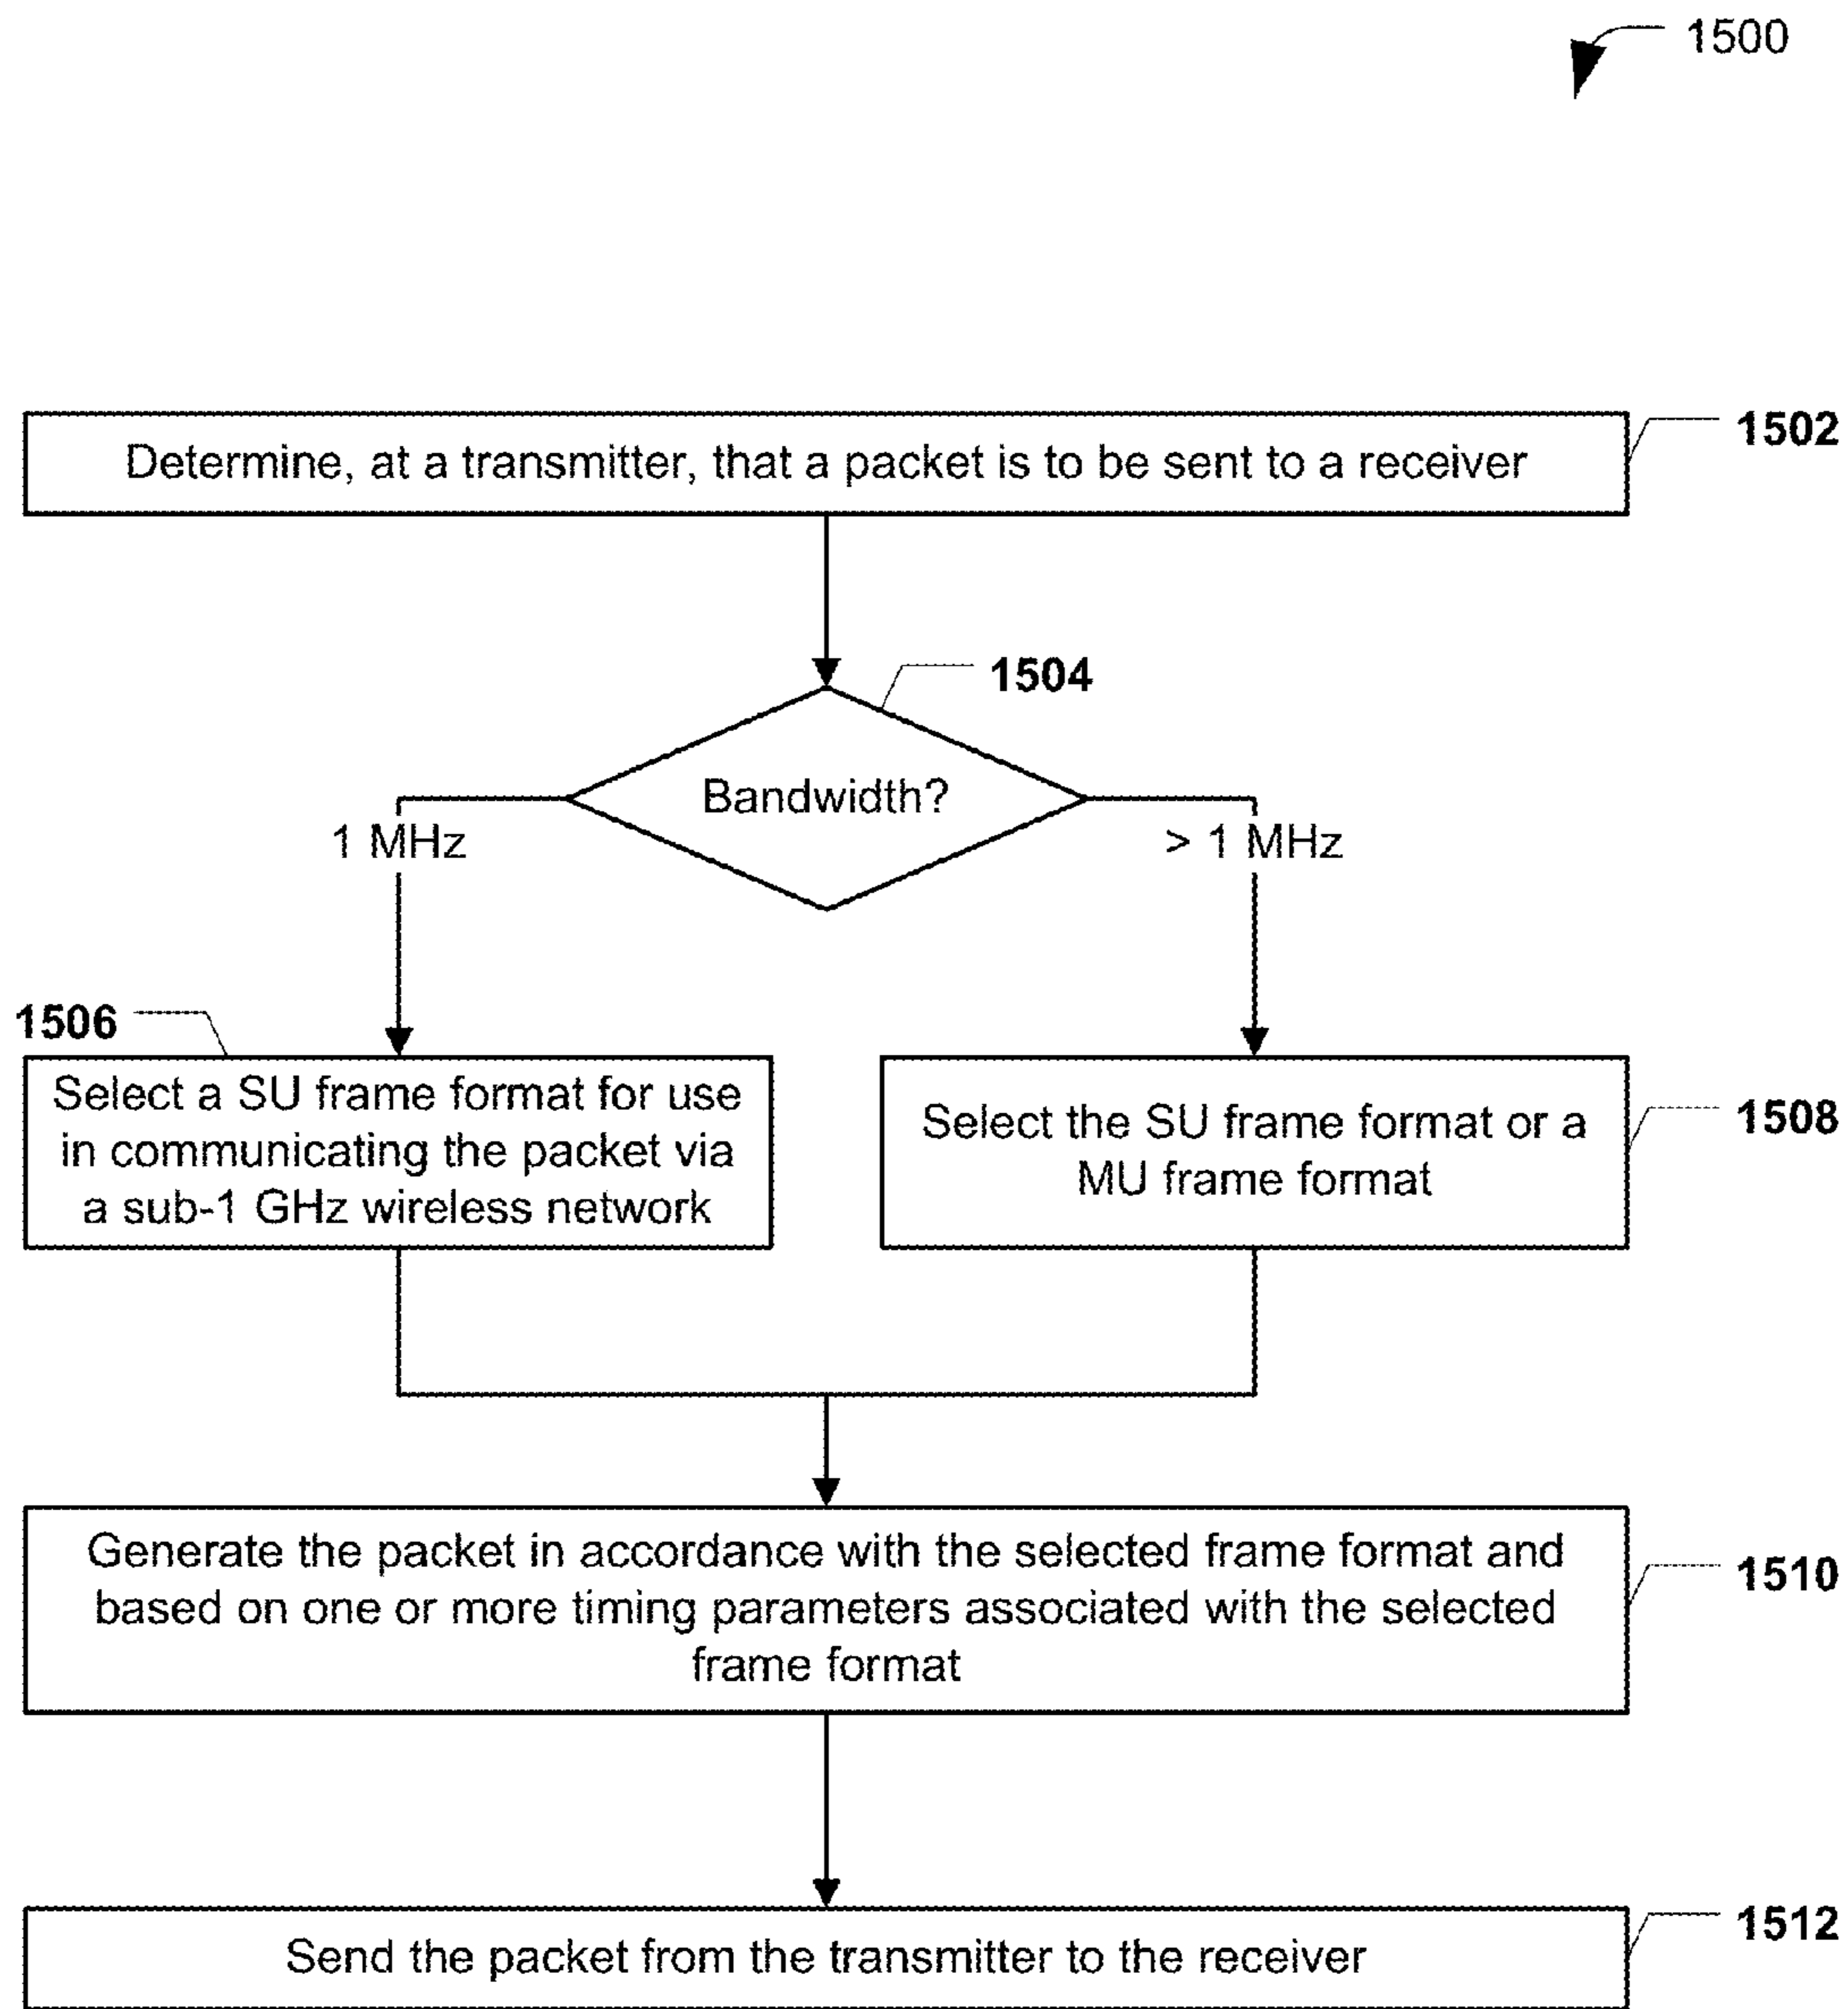 1500
1502
Determine, at a transmitter, that a packet is to be sent to a receiver
1504
Bandwidth?
1 MHz
> 1 MHz
1506
Select a SU frame format for use
in communicating the packet via
a sub-1 GHz wireless network
Select the SU frame format or a
MU frame format
1508
Generate the packet in accordance with the selected frame format and
based on one or more timing parameters associated with the selected
frame format
1510
Send the packet from the transmitter to the receiver
1512